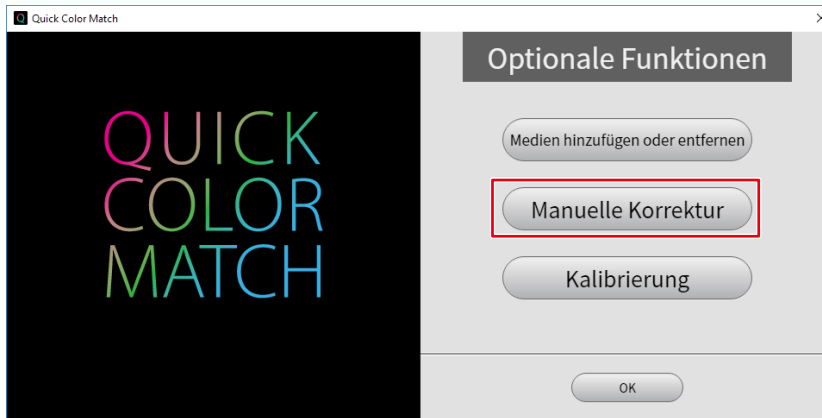 Quick Color Match
QUICK
COLOR
MATCH
Optionale Funktionen
Medien hinzufügen oder entfernen
Manuelle Korrektur
Kalibrierung
OK